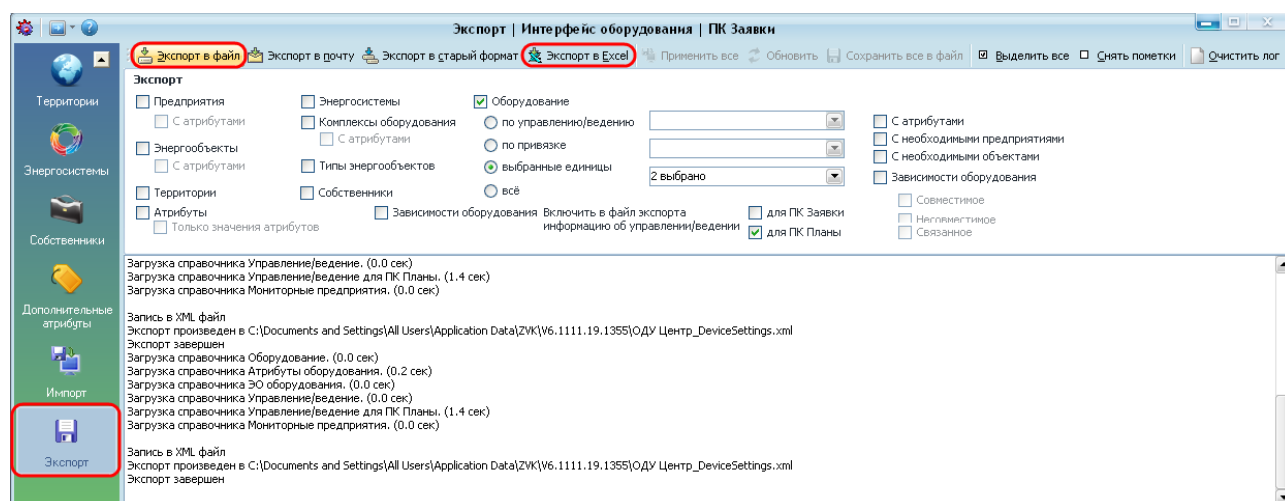 Экспорт | Интерфейс оборудования | ПК Заявки
Экспорт в файл Экспорт в почту Экспорт в старый формат Экспорт в Excel Применить все Обновить Сохранить все в файл Выделить все Снять пометки Очистить лог
Территории
Энергосистемы
Собственники
Дополнительные
атрибуты
Импорт
Экспорт
Экспорт
Предприятия Энергосистемы Оборудование
С атрибутами Комплексы оборудования по управлению/ведению С атрибутами
С атрибутами по привязке С необходимыми предприятиями
Энергообъекты С необходимыми объектами
С атрибутами Типы энергообъектов выбранные единицы 2 выбрано Зависимости оборудования
Территории Собственники всё Совместимое
Атрибуты Зависимости оборудования Включить в файл экспорта для ПК Заявки Несовместимое
Только значения атрибутов информацию об управлении/ведении для ПК Планы Связанное
Загрузка справочника Управление/ведение. (0.0 сек)
Загрузка справочника Управление/ведение для ПК Планы. (1.4 сек)
Загрузка справочника Мониторные предприятия. (0.0 сек)
Запись в XML файл
Экспорт произведен в C:\Documents and Settings\All Users\Application Data\ZVK\V6.1111.19.1355\ОДУ Центр_DeviceSettings.xml
Экспорт завершен
Загрузка справочника Оборудование. (0.0 сек)
Загрузка справочника Атрибуты оборудования. (0.2 сек)
Загрузка справочника ЭО оборудования. (0.0 сек)
Загрузка справочника Управление/ведение. (0.0 сек)
Загрузка справочника Управление/ведение для ПК Планы. (1.4 сек)
Загрузка справочника Мониторные предприятия. (0.0 сек)
Запись в XML файл
Экспорт произведен в C:\Documents and Settings\All Users\Application Data\ZVK\V6.1111.19.1355\ОДУ Центр_DeviceSettings.xml
Экспорт завершен